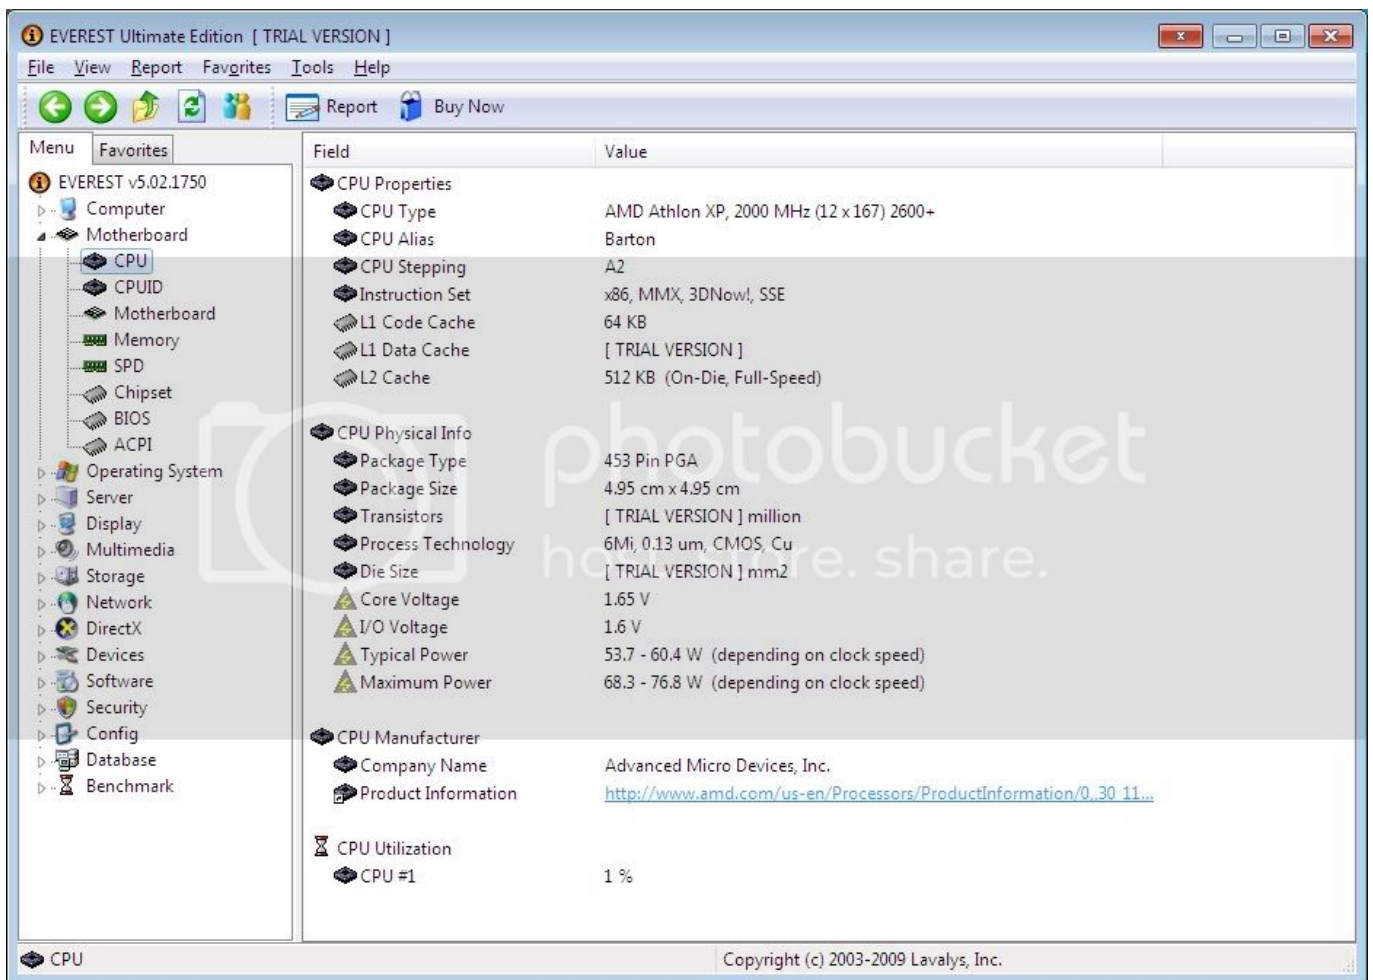 EVEREST Ultimate Edition [ TRIAL VERSION ]
File View Report Favorites Tools Help
Report Buy Now
Menu Favorites
Field Value
EVEREST v5.02.1750
Computer
Motherboard
CPU
CPUID
Motherboard
Memory
SPD
Chipset
BIOS
ACPI
Operating System
Server
Display
Multimedia
Storage
Network
DirectX
Devices
Software
Security
Config
Database
Benchmark
CPU Properties
CPU Type AMD Athlon XP, 2000 MHz (12 x 167) 2600+
CPU Alias Barton
CPU Stepping A2
Instruction Set x86, MMX, 3DNow!, SSE
L1 Code Cache 64 KB
L1 Data Cache [ TRIAL VERSION ]
L2 Cache 512 KB (On-Die, Full-Speed)
CPU Physical Info
Package Type 453 Pin PGA
Package Size 4.95 cm x 4.95 cm
Transistors [ TRIAL VERSION ] million
Process Technology 6Mi, 0.13 um, CMOS, Cu
Die Size [ TRIAL VERSION ] mm2
Core Voltage 1.65 V
I/O Voltage 1.6 V
Typical Power 53.7 - 60.4 W (depending on clock speed)
Maximum Power 68.3 - 76.8 W (depending on clock speed)
CPU Manufacturer
Company Name Advanced Micro Devices, Inc.
Product Information http://www.amd.com/us-en/Processors/ProductInformation/0,,30_11...
CPU Utilization
CPU #1 1 %
CPU Copyright (c) 2003-2009 Lavalys, Inc.
photobucket
host. store. share.